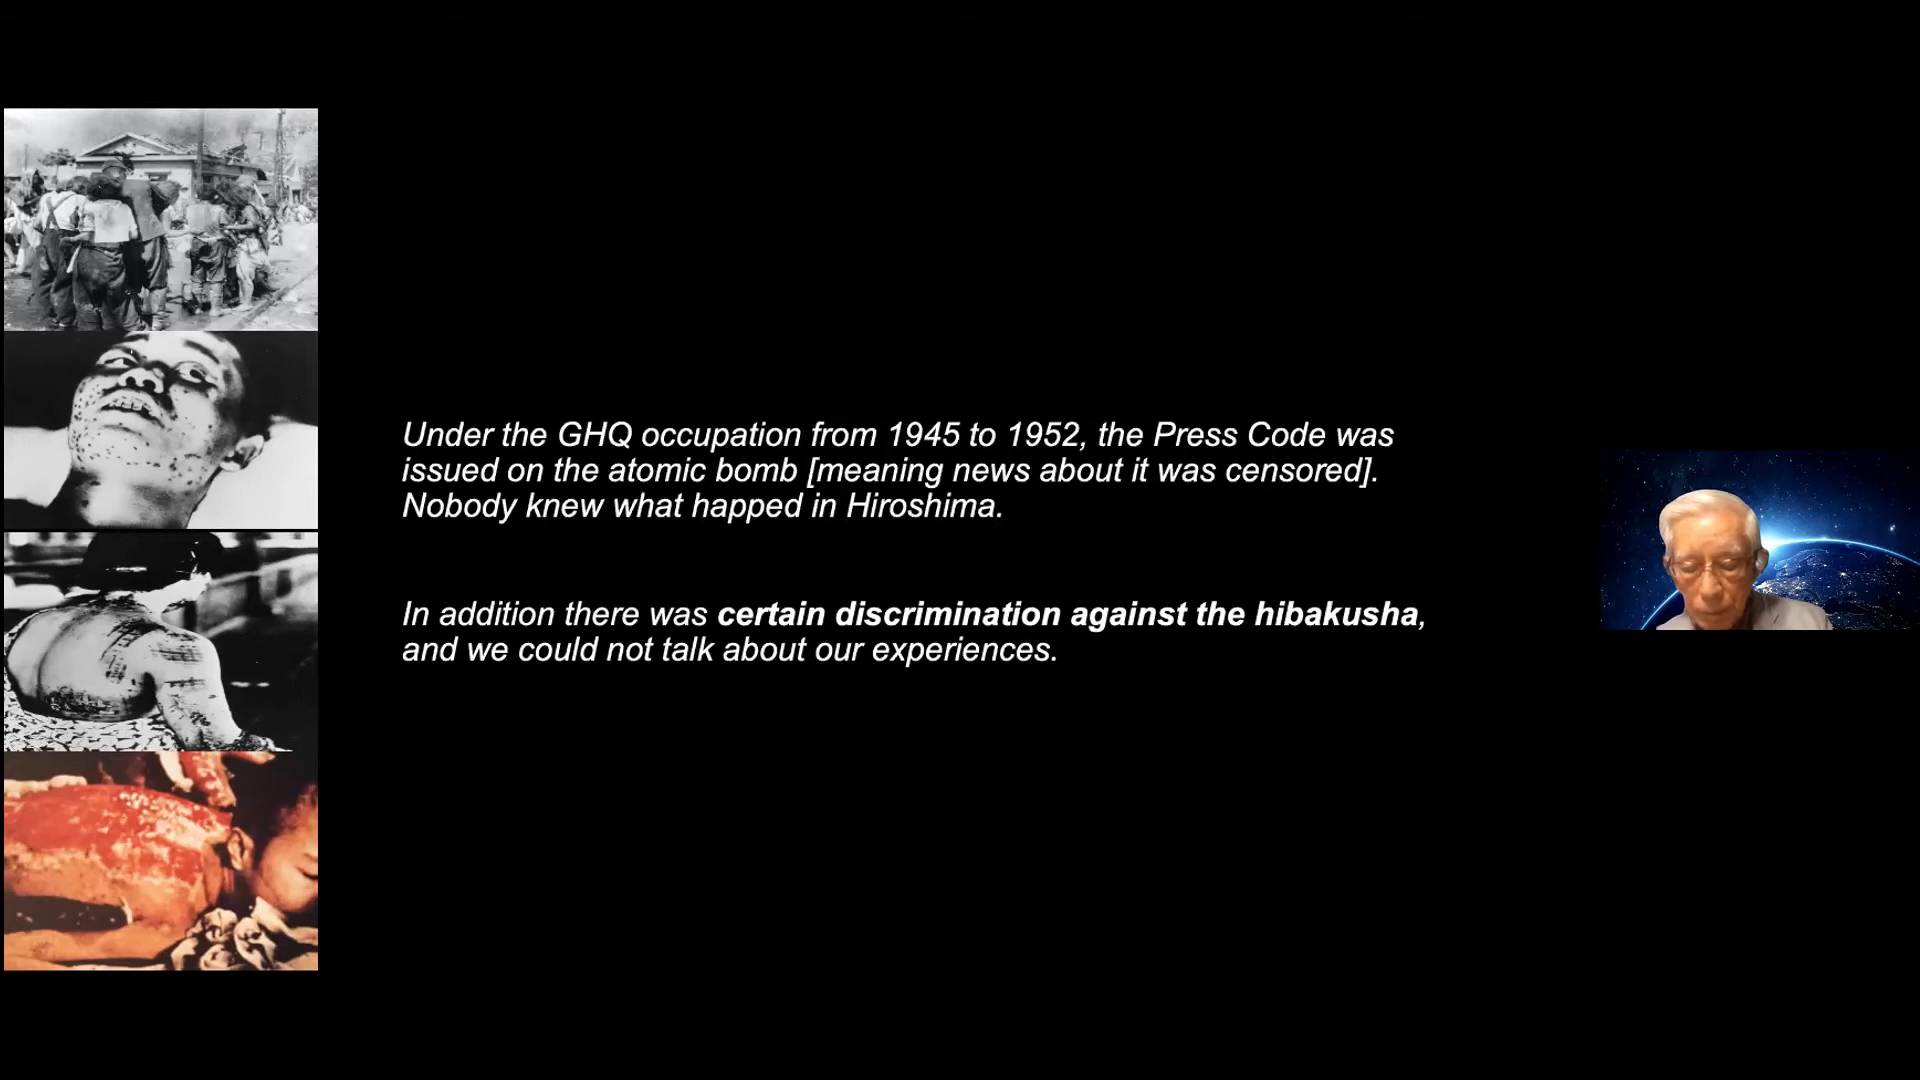 Under the GHQ occupation from 1945 to 1952, the Press Code was
issued on the atomic bomb [meaning news about it was censored].
Nobody knew what happed in Hiroshima.
In addition there was certain discrimination against the hibakusha,
and we could not talk about our experiences.